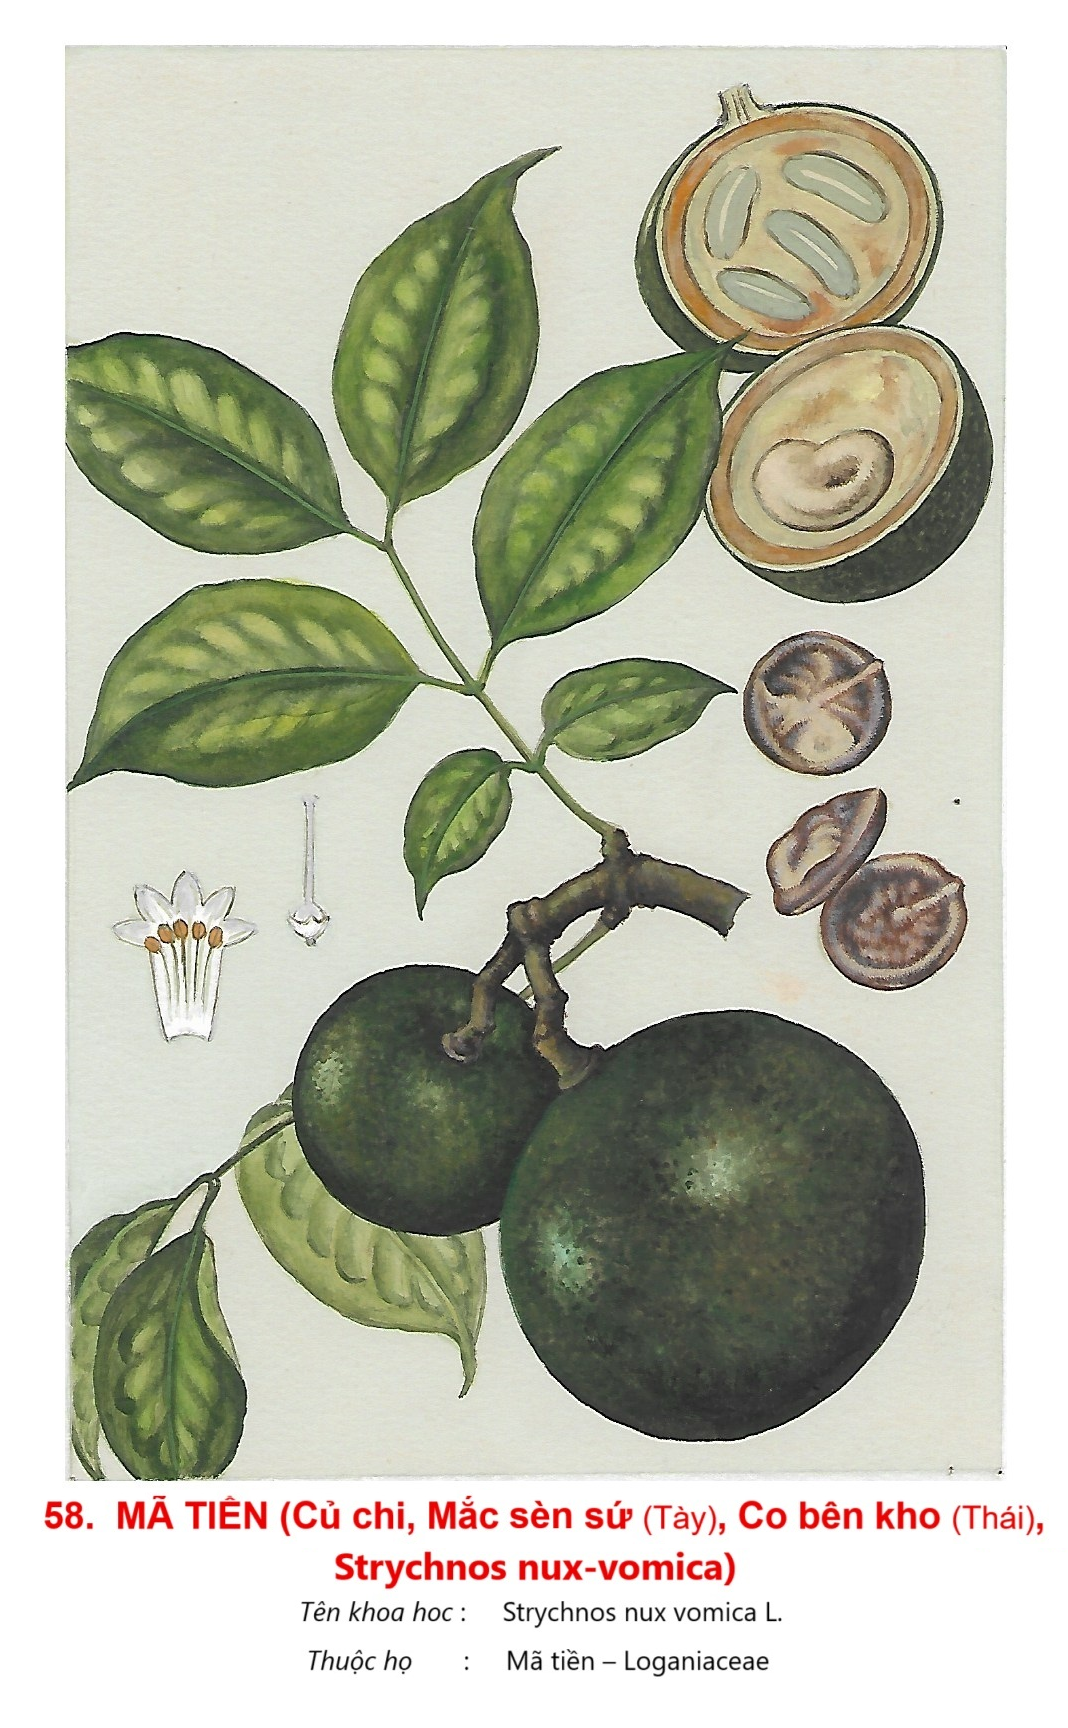 58. MÃ TIỀN (Củ chi, Mắc sèn sứ (Tày), Co bên kho (Thái),
Strychnos nux-vomica)
Tên khoa hoc : Strychnos nux vomica L.
Thuộc họ : Mã tiền – Loganiaceae